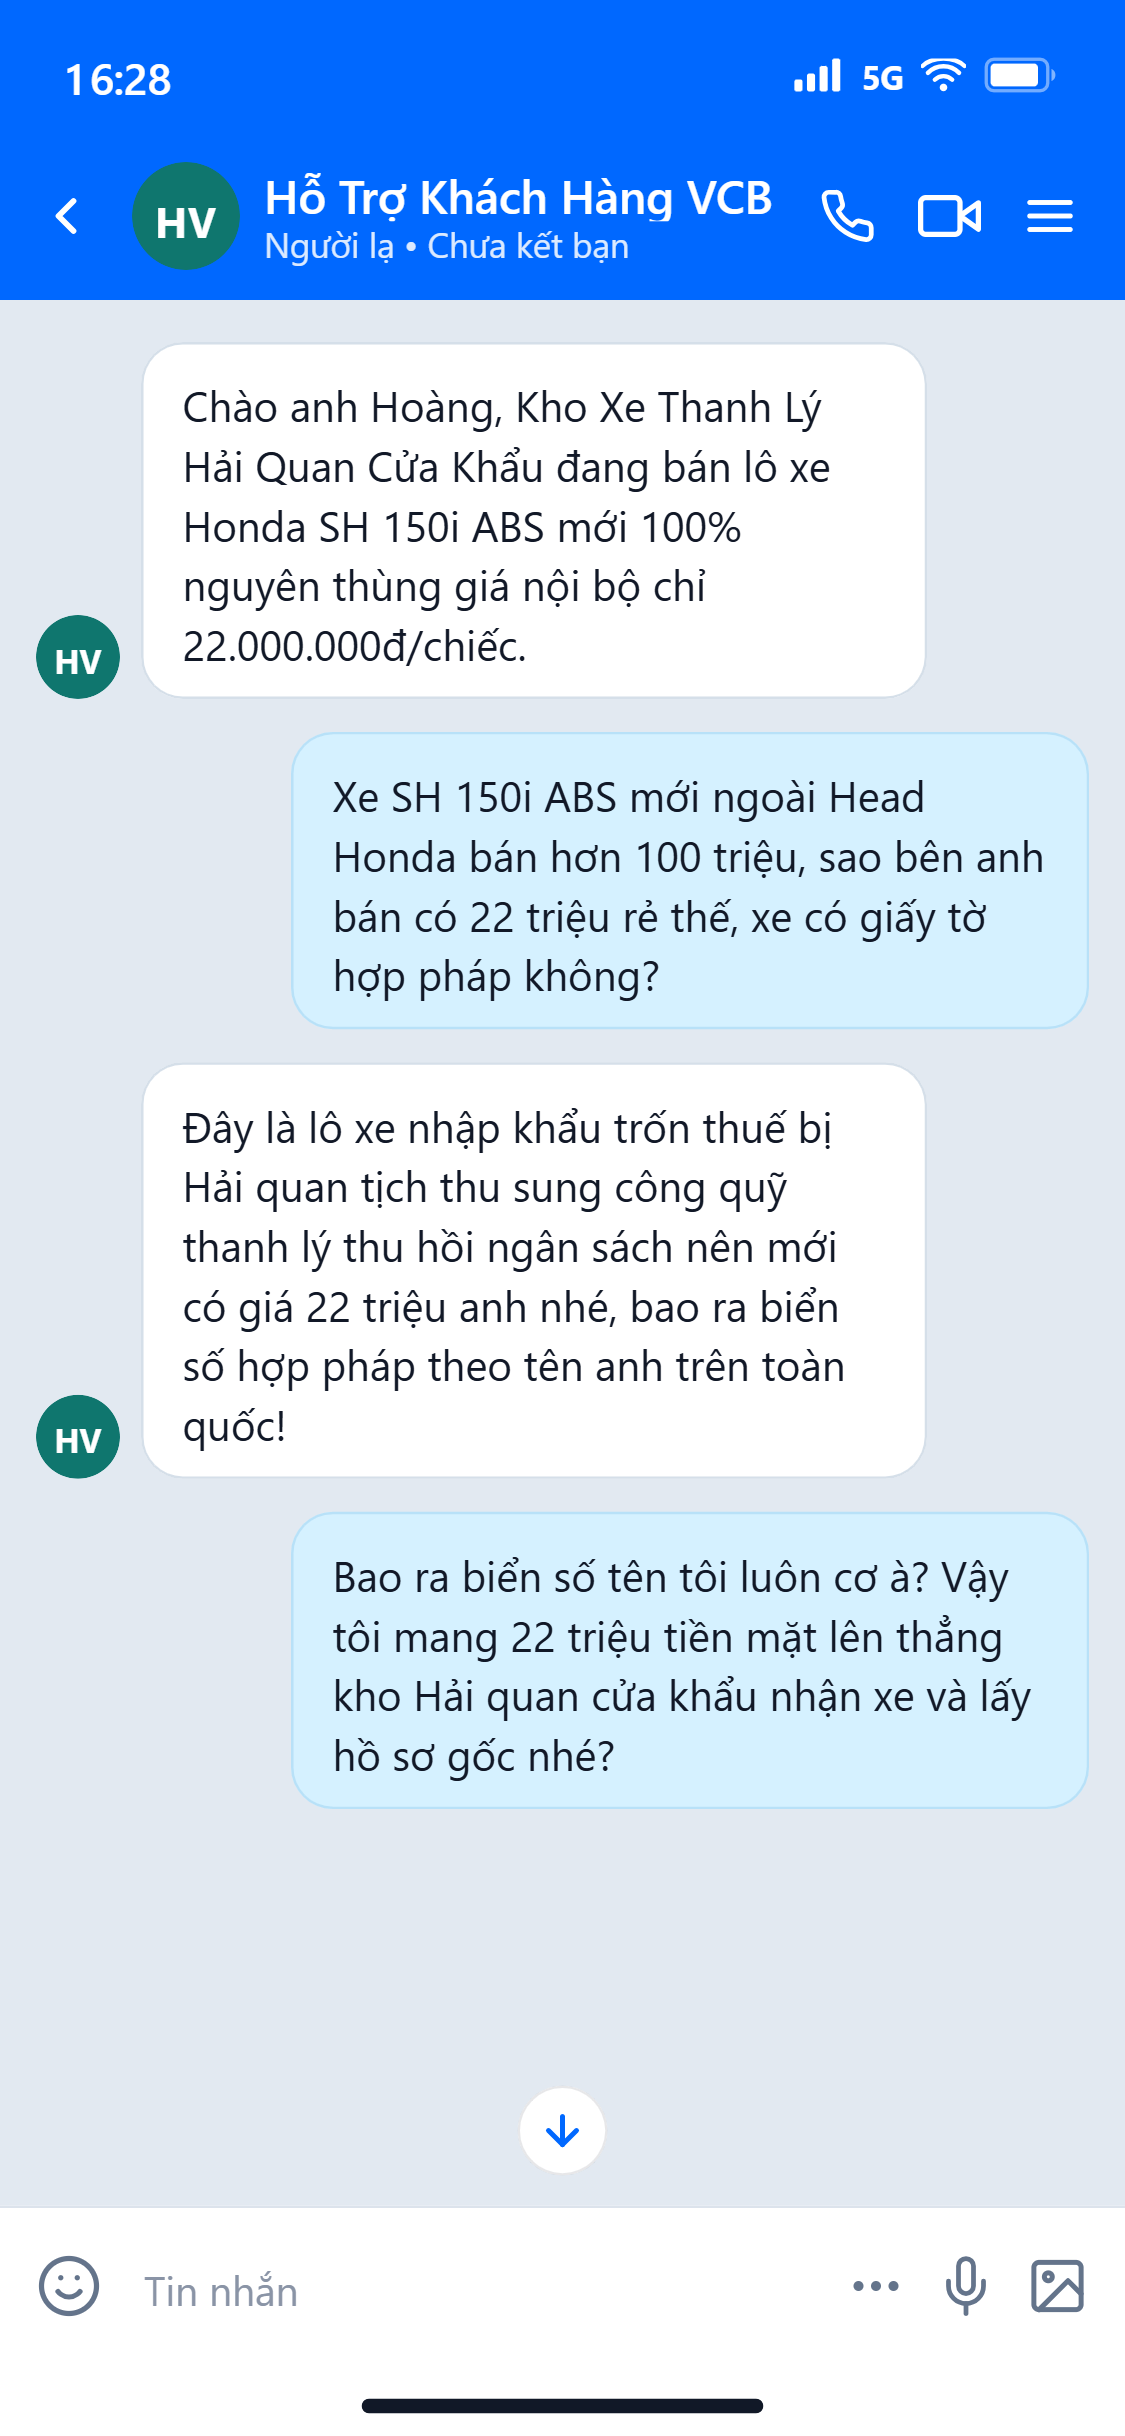 16:28
5G
HV
Hỗ Trợ Khách Hàng VCB
Người lạ • Chưa kết bạn
Chào anh Hoàng, Kho Xe Thanh Lý
Hải Quan Cửa Khẩu đang bán lô xe
Honda SH 150i ABS mới 100%
nguyên thùng giá nội bộ chỉ
22.000.000đ/chiếc.
HV
Xe SH 150i ABS mới ngoài Head
Honda bán hơn 100 triệu, sao bên anh
bán có 22 triệu rẻ thế, xe có giấy tờ
hợp pháp không?
Đây là lô xe nhập khẩu trốn thuế bị
Hải quan tịch thu sung công quỹ
thanh lý thu hồi ngân sách nên mới
có giá 22 triệu anh nhé, bao ra biển
số hợp pháp theo tên anh trên toàn
quốc!
HV
Bao ra biển số tên tôi luôn cơ à? Vậy
tôi mang 22 triệu tiền mặt lên thẳng
kho Hải quan cửa khẩu nhận xe và lấy
hồ sơ gốc nhé?
Tin nhắn